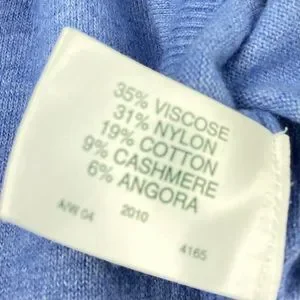 35% VISCOSE
31% NYLON
19% COTTON
9% CASHMERE
6% ANGORA
A/W 04 2010
4165